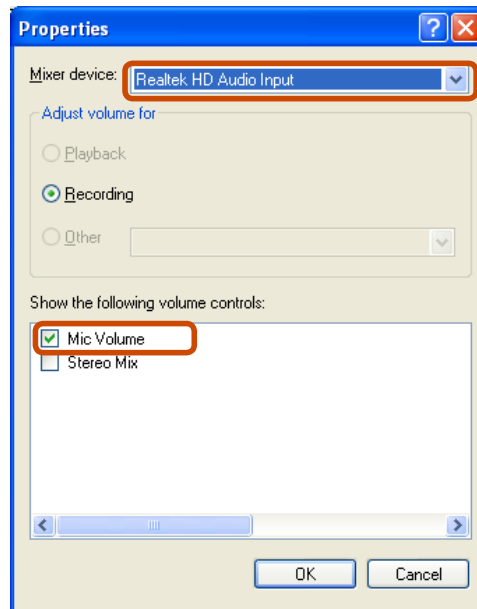 Properties
Mixer device: Realtek HD Audio Input
Adjust volume for
Playback
Recording
Other
Show the following volume controls:
Mic Volume
Stereo Mix
OK Cancel